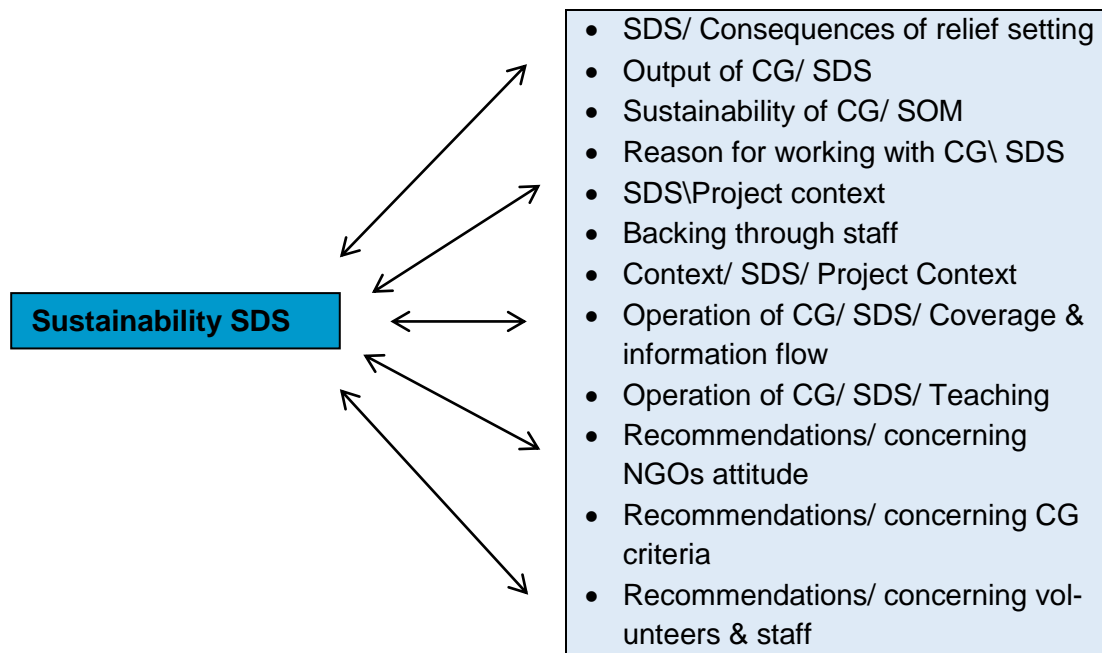 Sustainability SDS
• SDS/ Consequences of relief setting
• Output of CG/ SDS
• Sustainability of CG/ SOM
• Reason for working with CG\ SDS
• SDS\Project context
• Backing through staff
• Context/ SDS/ Project Context
• Operation of CG/ SDS/ Coverage &
information flow
• Operation of CG/ SDS/ Teaching
• Recommendations/ concerning
NGOs attitude
• Recommendations/ concerning CG
criteria
• Recommendations/ concerning vol-
unteers & staff